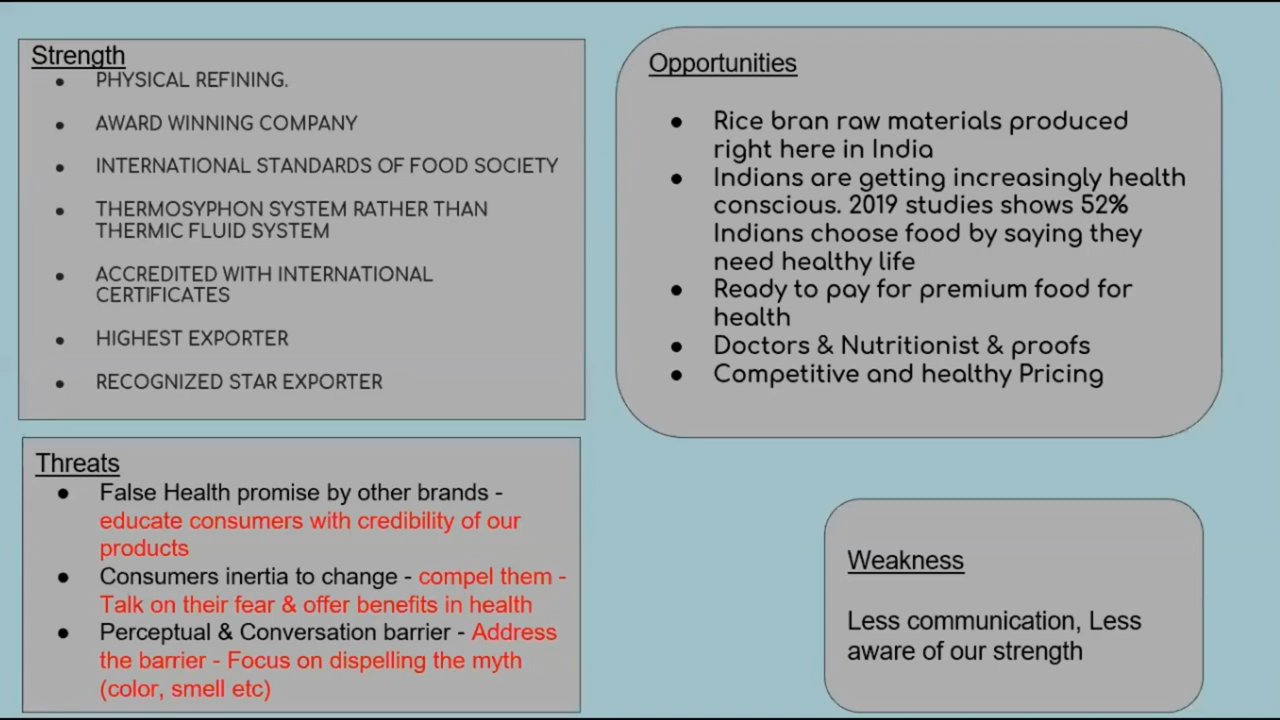 Strength
● PHYSICAL REFINING.
● AWARD WINNING COMPANY
● INTERNATIONAL STANDARDS OF FOOD SOCIETY
● THERMOSYPHON SYSTEM RATHER THAN
THERMIC FLUID SYSTEM
● ACCREDITED WITH INTERNATIONAL
CERTIFICATES
● HIGHEST EXPORTER
● RECOGNIZED STAR EXPORTER
Opportunities
● Rice bran raw materials produced
right here in India
● Indians are getting increasingly health
conscious. 2019 studies shows 52%
Indians choose food by saying they
need healthy life
● Ready to pay for premium food for
health
● Doctors & Nutritionist & proofs
● Competitive and healthy Pricing
Threats
● False Health promise by other brands -
educate consumers with credibility of our
products
● Consumers inertia to change - compel them -
Talk on their fear & offer benefits in health
● Perceptual & Conversation barrier - Address
the barrier - Focus on dispelling the myth
(color, smell etc)
Weakness
Less communication, Less
aware of our strength